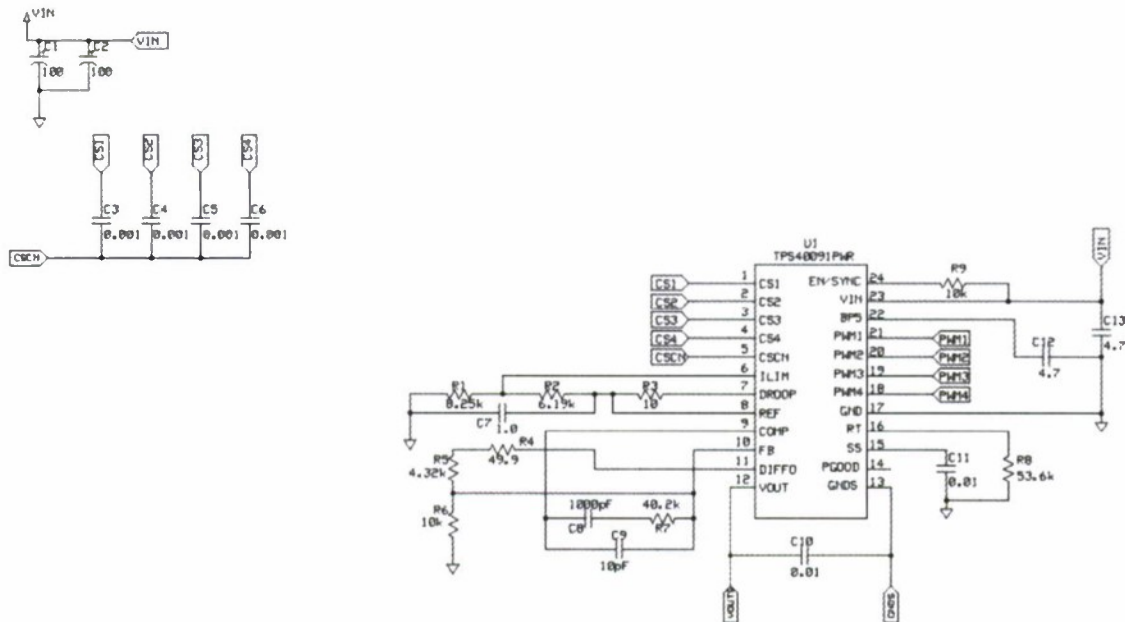 VIN
C1
C2
VIN
100
100
CS1
CS2
CS3
CS4
C3
C4
C5
C6
0.001
0.001
0.001
0.001
CSCN
U1
TPS40091PWR
VIN
CS1
1
CS1
EN/SYNC
24
R9
10k
CS2
2
CS2
VIN
23
CS3
3
CS3
BP5
22
C13
4.7
CS4
4
CS4
PWM1
21
PWM1
C12
4.7
CSCN
5
CSCN
PWM2
20
PWM2
6
ILIM
PWM3
19
PWM3
R1
8.25k
R2
6.19k
R3
10
7
DROOP
PWM4
18
PWM4
C7
1.0
8
REF
GND
17
9
COMP
RT
16
R4
49.9
10
FB
SS
15
C11
0.01
R8
53.6k
R5
4.32k
11
DIFFO
PGOOD
14
12
VOUT
GNDS
13
R6
10k
1000pF
C8
40.2k
R7
C9
10pF
C10
0.01
VOUT
GNDS